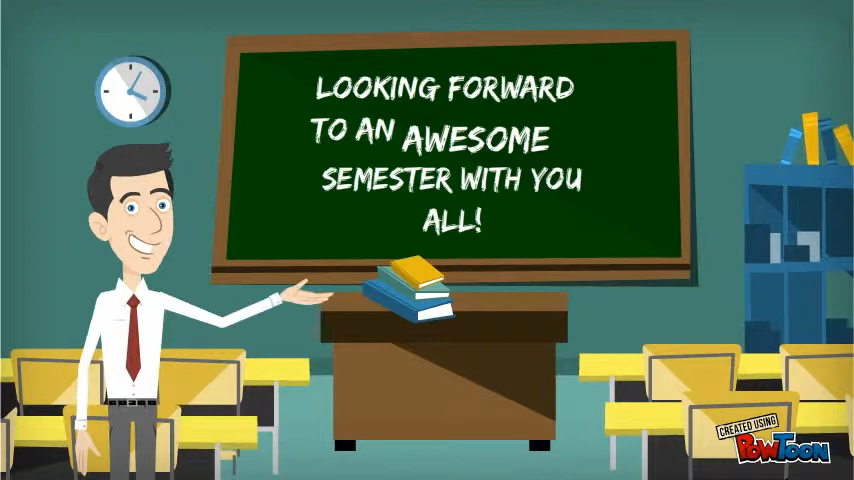 LOOKING FORWARD
TO AN AWESOME
SEMESTER WITH YOU
ALL!
CREATED USING
POWTOON